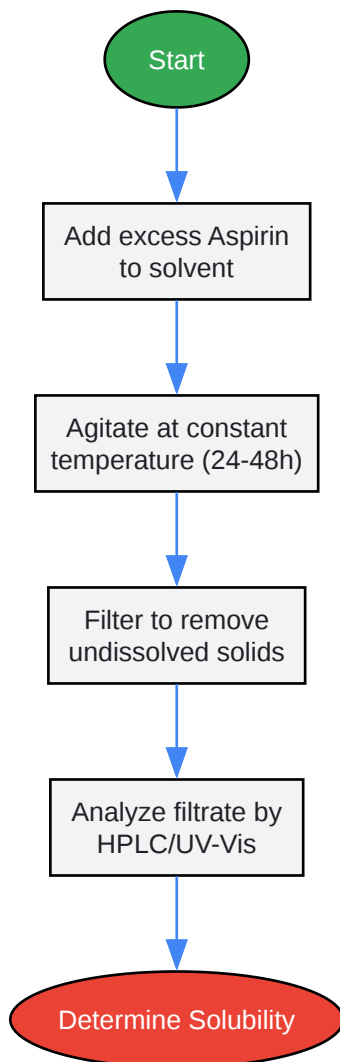 Start
Add excess Aspirin
to solvent
Agitate at constant
temperature (24-48h)
Filter to remove
undissolved solids
Analyze filtrate by
HPLC/UV-Vis
Determine Solubility